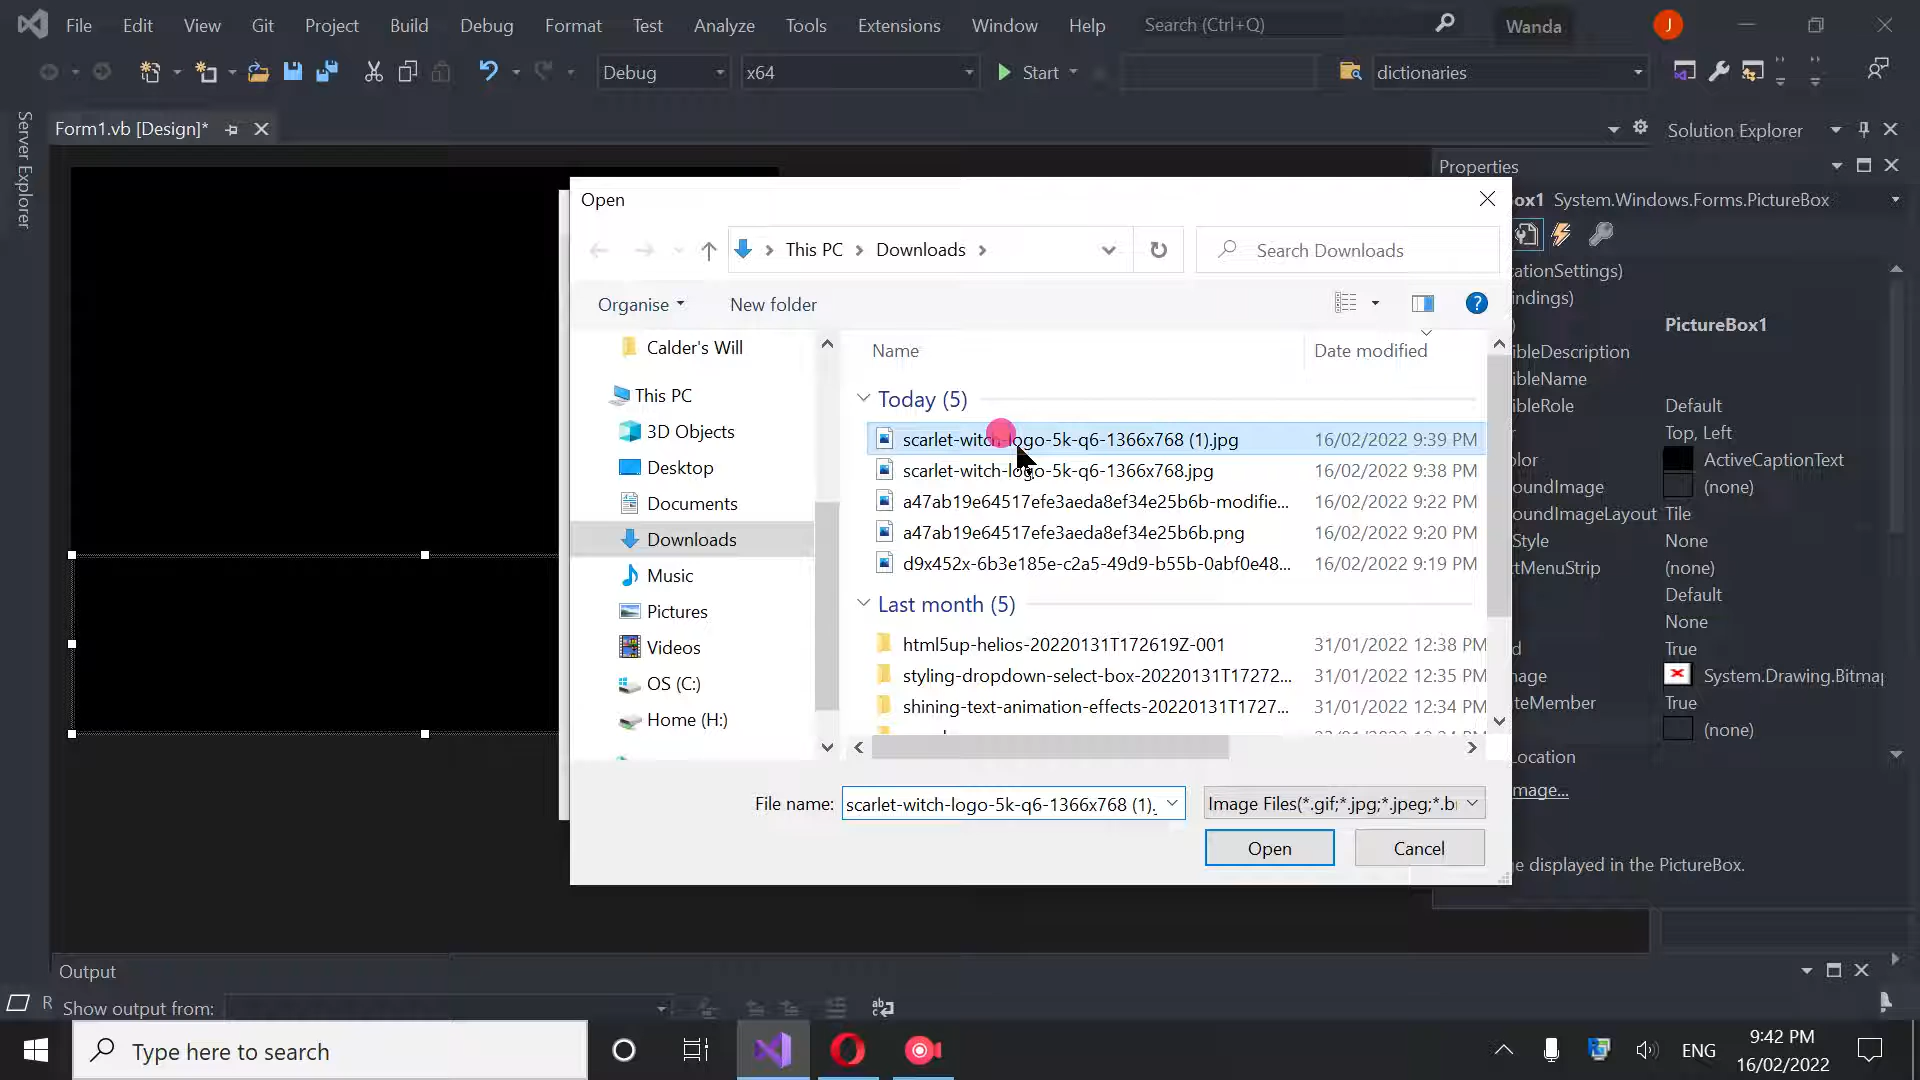 File Edit View Git Project Build Debug Format Test Analyze Tools Extensions Window Help Search (Ctrl+Q) Wanda J
Debug x64 Start dictionaries
Server Explorer
Form1.vb [Design]* Solution Explorer
Properties
Open
ox1 System.Windows.Forms.PictureBox
This PC Downloads Search Downloads
Organise New folder
cationSettings)
indings)
) PictureBox1
ibleDescription
ibleName
ibleRole Default
r Top, Left
olor ActiveCaptionText
oundImage (none)
oundImageLayout Tile
Style None
tMenuStrip (none)
Default
None
d True
nage System.Drawing.Bitmap
teMember True
(none)
Location
Calder's Will
This PC
3D Objects
Desktop
Documents
Downloads
Music
Pictures
Videos
OS (C:)
Home (H:)
Name Date modified
Today (5)
scarlet-witch-logo-5k-q6-1366x768 (1).jpg 16/02/2022 9:39 PM
scarlet-witch-logo-5k-q6-1366x768.jpg 16/02/2022 9:38 PM
a47ab19e64517efe3aeda8ef34e25b6b-modifie... 16/02/2022 9:22 PM
a47ab19e64517efe3aeda8ef34e25b6b.png 16/02/2022 9:20 PM
d9x452x-6b3e185e-c2a5-49d9-b55b-0abf0e48... 16/02/2022 9:19 PM
Last month (5)
html5up-helios-20220131T172619Z-001 31/01/2022 12:38 PM
styling-dropdown-select-box-20220131T17272... 31/01/2022 12:35 PM
shining-text-animation-effects-20220131T1727... 31/01/2022 12:34 PM
File name: scarlet-witch-logo-5k-q6-1366x768 (1). Image Files(*.gif;*.jpg;*.jpeg;*.b
mage...
Open Cancel
e displayed in the PictureBox.
Output
R Show output from:
Type here to search
ENG 9:42 PM
16/02/2022